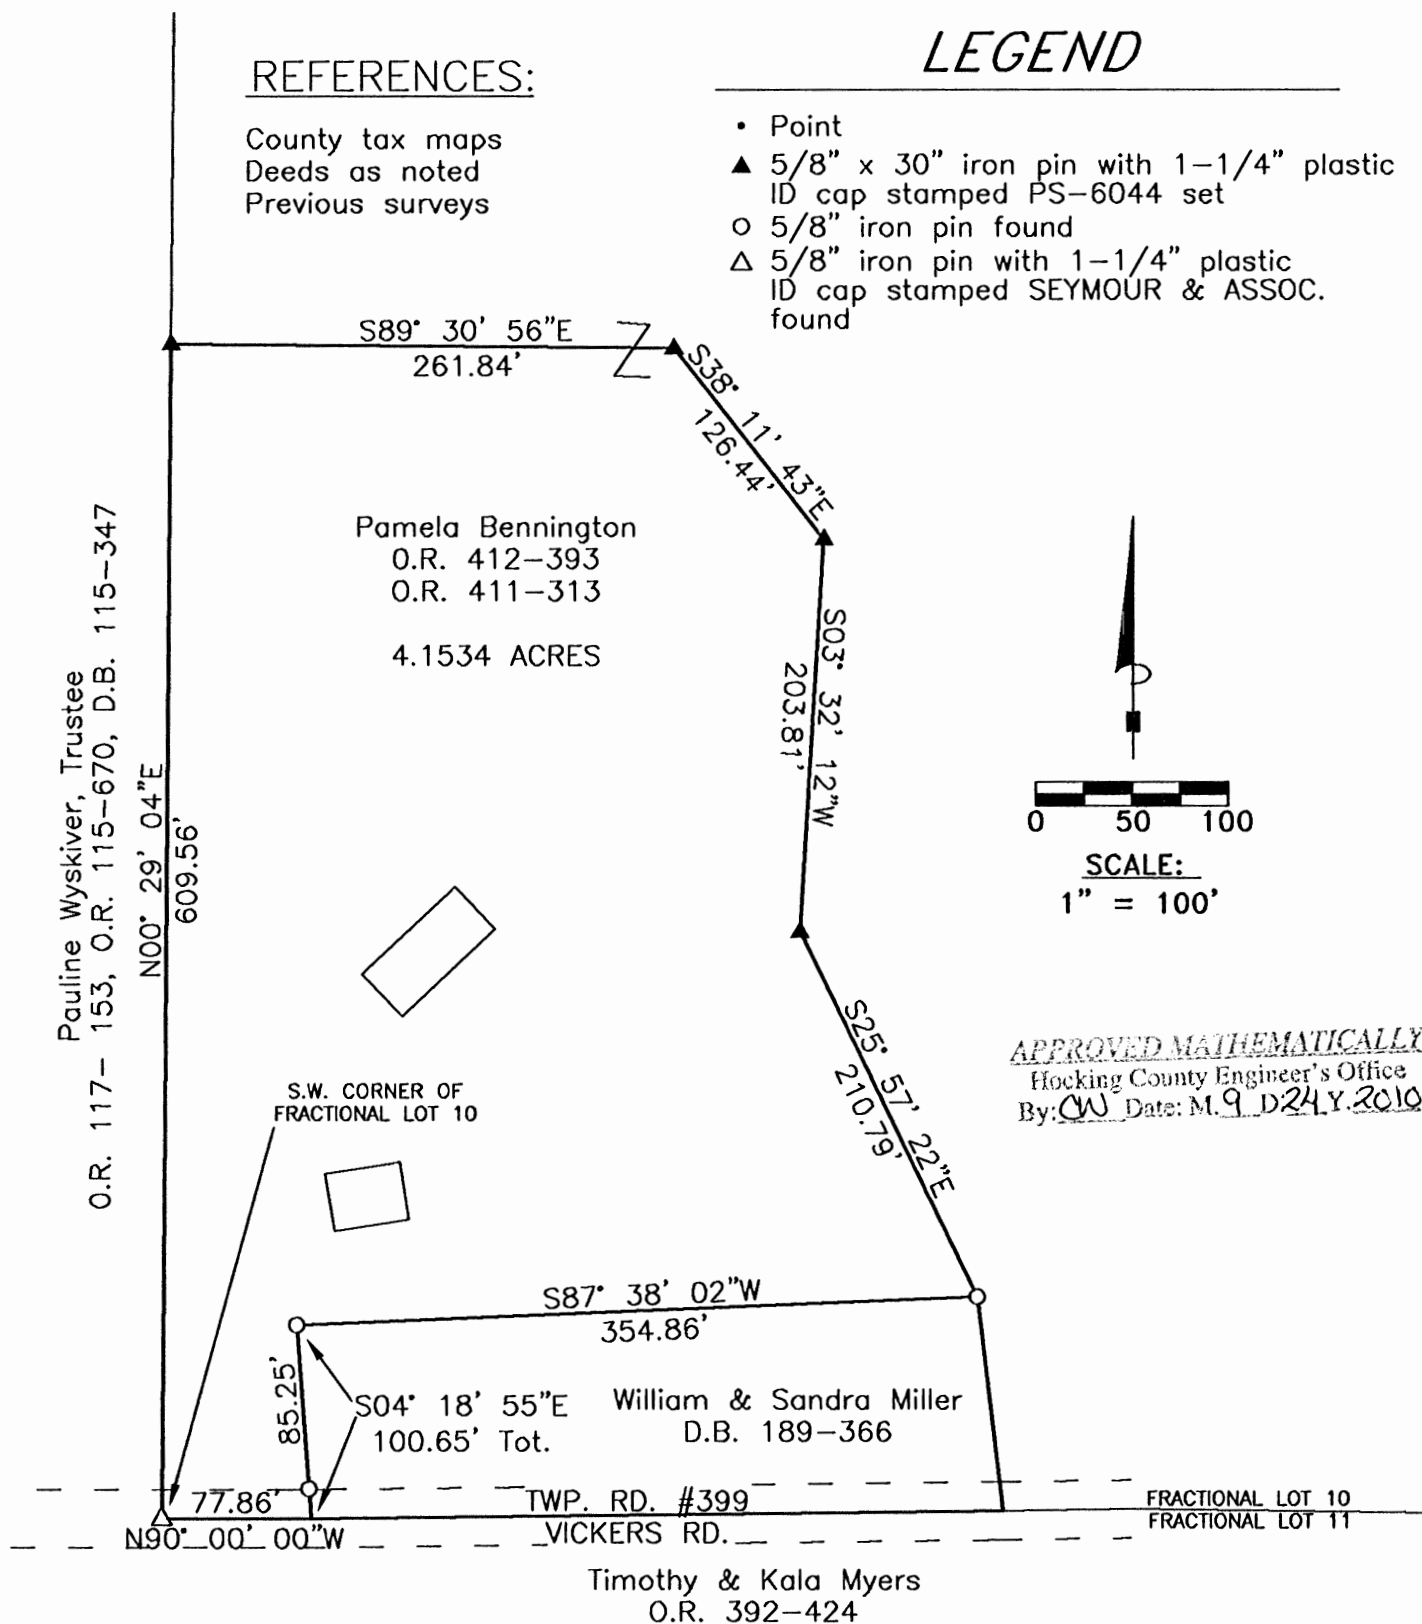 REFERENCES:
County tax maps
Deeds as noted
Previous surveys
LEGEND
• Point
▲ 5/8" x 30" iron pin with 1-1/4" plastic
ID cap stamped PS-6044 set
○ 5/8" iron pin found
△ 5/8" iron pin with 1-1/4" plastic
ID cap stamped SEYMOUR & ASSOC.
found
S89° 30' 56"E
261.84'
S38° 11' 43"E
126.44'
Pamela Bennington
O.R. 412-393
O.R. 411-313
4.1534 ACRES
S03° 32' 12"W
203.81'
Pauline Wyskiver, Trustee
O.R. 117- 153, O.R. 115-670, D.B. 115-347
N00° 29' 04"E
609.56'
0 50 100
SCALE:
1" = 100'
S25° 57' 22"E
210.79'
APPROVED MATHEMATICALLY
Hocking County Engineer's Office
By: CW Date: M. 9 D 24 Y. 2010
S.W. CORNER OF
FRACTIONAL LOT 10
S87° 38' 02"W
354.86'
85.25'
S04° 18' 55"E
100.65' Tot.
William & Sandra Miller
D.B. 189-366
77.86'
N90° 00' 00"W
TWP. RD. #399
VICKERS RD.
FRACTIONAL LOT 10
FRACTIONAL LOT 11
Timothy & Kala Myers
O.R. 392-424